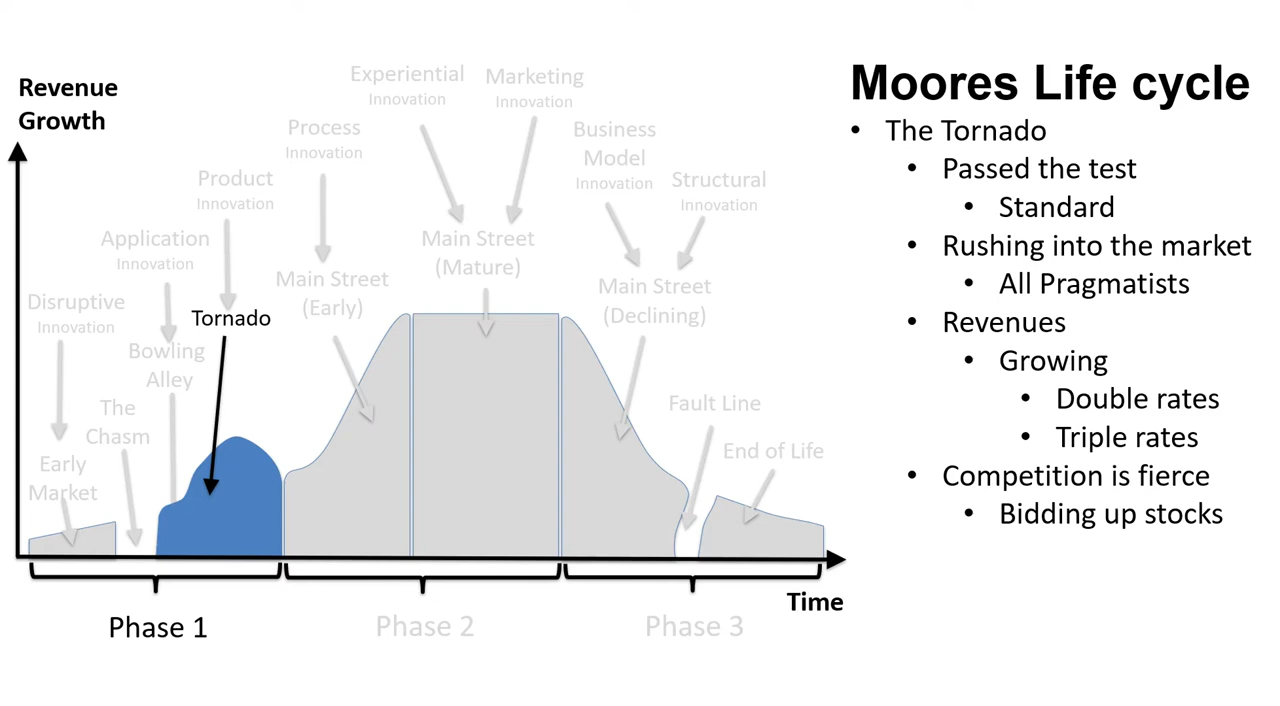 Revenue
Growth
Experiential
Innovation
Marketing
Innovation
Process
Innovation
Business
Model
Innovation
Product
Innovation
Structural
Innovation
Application
Innovation
Main Street
(Mature)
Main Street
(Early)
Main Street
(Declining)
Disruptive
Innovation
Tornado
Bowling
Alley
The
Chasm
Fault Line
End of Life
Early
Market
Time
Phase 1
Phase 2
Phase 3
Moores Life cycle
• The Tornado
• Passed the test
• Standard
• Rushing into the market
• All Pragmatists
• Revenues
• Growing
• Double rates
• Triple rates
• Competition is fierce
• Bidding up stocks